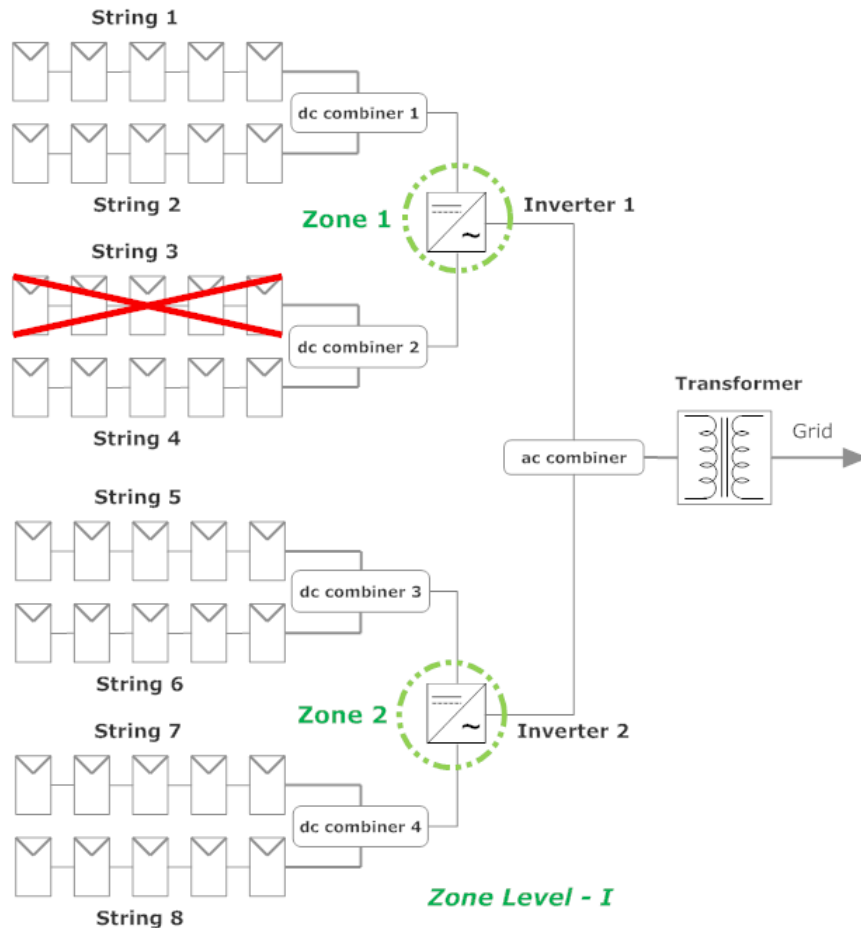 String 1
dc combiner 1
String 2
Zone 1
Inverter 1
~
String 3
dc combiner 2
String 4
Transformer
Grid
ac combiner
String 5
dc combiner 3
String 6
Zone 2
Inverter 2
~
String 7
dc combiner 4
String 8
Zone Level - I